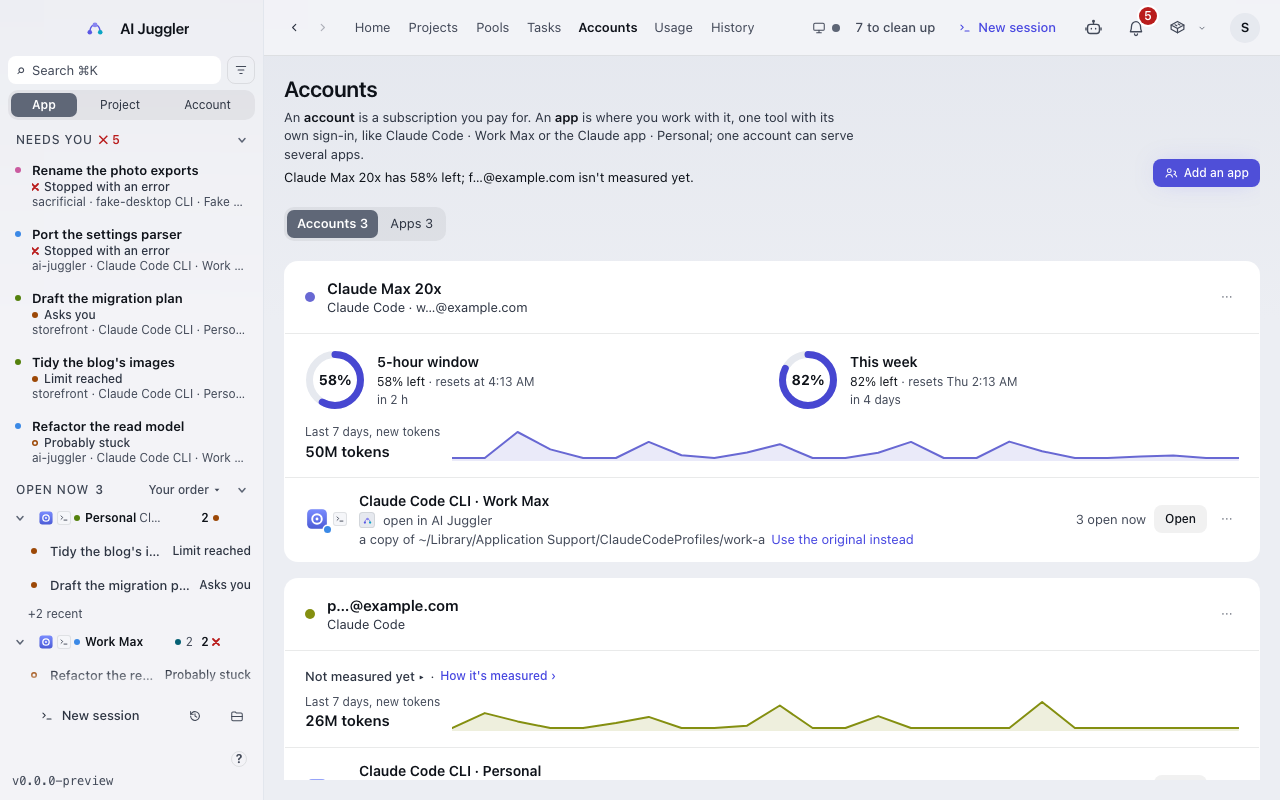 AI Juggler
Search ⌘K
App
Project
Account
NEEDS YOU 5
Rename the photo exports
Stopped with an error
sacrificial · fake-desktop CLI · Fake ...
Port the settings parser
Stopped with an error
ai-juggler · Claude Code CLI · Work ...
Draft the migration plan
Asks you
storefront · Claude Code CLI · Perso...
Tidy the blog's images
Limit reached
storefront · Claude Code CLI · Perso...
Refactor the read model
Probably stuck
ai-juggler · Claude Code CLI · Work ...
OPEN NOW 3
Your order
Personal Cl...
2
Tidy the blog's i...
Limit reached
Draft the migration p...
Asks you
+2 recent
Work Max
2
2
Refactor the re...
Probably stuck
New session
?
v0.0.0-preview
Home
Projects
Pools
Tasks
Accounts
Usage
History
7 to clean up
New session
5
S
Accounts
An account is a subscription you pay for. An app is where you work with it, one tool with its
own sign-in, like Claude Code · Work Max or the Claude app · Personal; one account can serve
several apps.
Claude Max 20x has 58% left; f...@example.com isn't measured yet.
Add an app
Accounts 3
Apps 3
Claude Max 20x
Claude Code · w...@example.com
58%
5-hour window
58% left · resets at 4:13 AM
in 2 h
82%
This week
82% left · resets Thu 2:13 AM
in 4 days
Last 7 days, new tokens
50M tokens
Claude Code CLI · Work Max
open in AI Juggler
a copy of ~/Library/Application Support/ClaudeCodeProfiles/work-a Use the original instead
3 open now
Open
p...@example.com
Claude Code
Not measured yet · How it's measured ›
Last 7 days, new tokens
26M tokens
Claude Code CLI · Personal